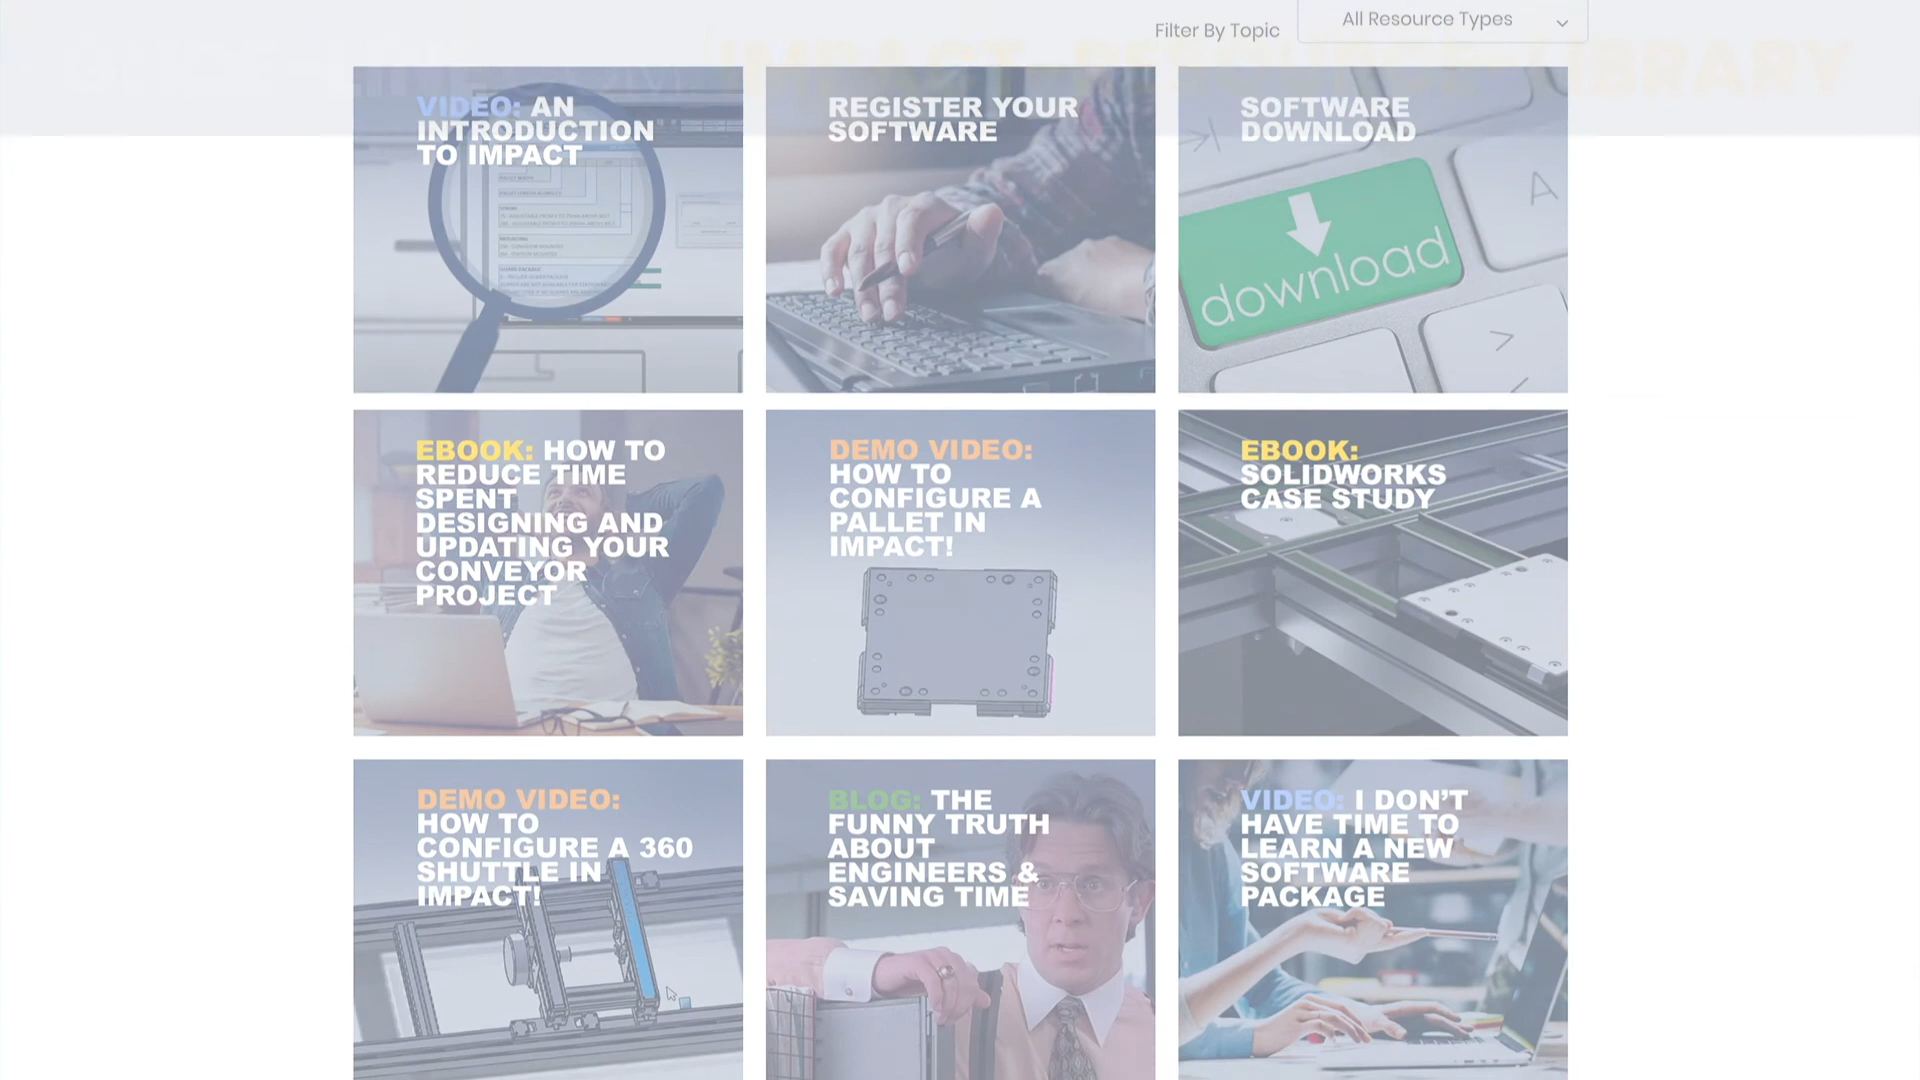 Filter By Topic
All Resource Types
LIBRARY
VIDEO: AN
INTRODUCTION
TO IMPACT
REGISTER YOUR
SOFTWARE
SOFTWARE
DOWNLOAD
A
download
EBOOK: HOW TO
REDUCE TIME
SPENT
DESIGNING AND
UPDATING YOUR
CONVEYOR
PROJECT
DEMO VIDEO:
HOW TO
CONFIGURE A
PALLET IN
IMPACT!
EBOOK:
SOLIDWORKS
CASE STUDY
DEMO VIDEO:
HOW TO
CONFIGURE A 360
SHUTTLE IN
IMPACT!
BLOG: THE
FUNNY TRUTH
ABOUT
ENGINEERS &
SAVING TIME
VIDEO: I DON’T
HAVE TIME TO
LEARN A NEW
SOFTWARE
PACKAGE